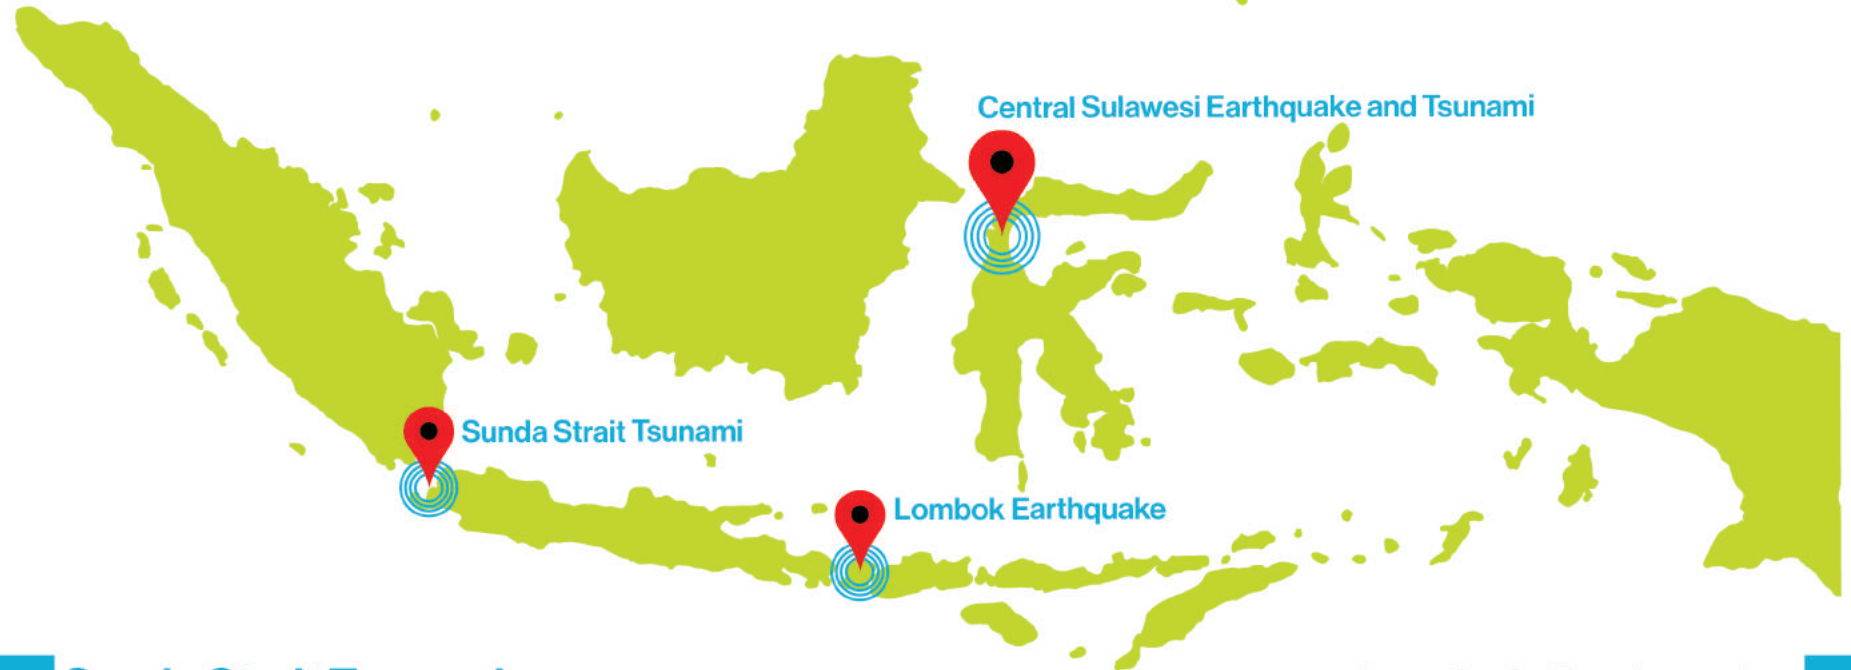 Central Sulawesi Earthquake and Tsunami
Sunda Strait Tsunami
Lombok Earthquake